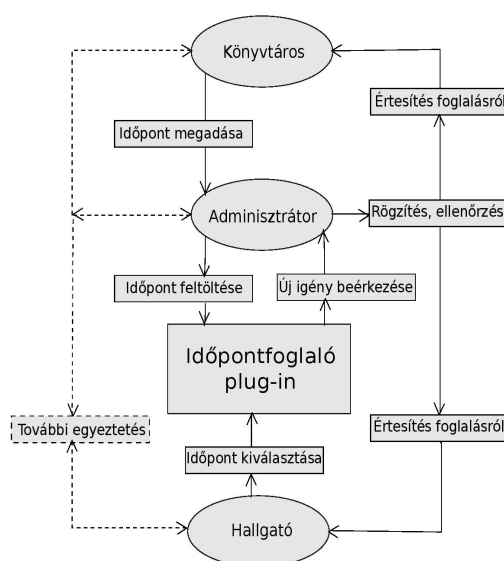 Könyvtáros
Értesítés foglalásról
Időpont megadása
Adminisztrátor
Rögzítés, ellenőrzés
Időpont feltöltése
Új igény beérkezése
Időpontfoglaló
plug-in
További egyeztetés
Értesítés foglalásról
Időpont kiválasztása
Hallgató